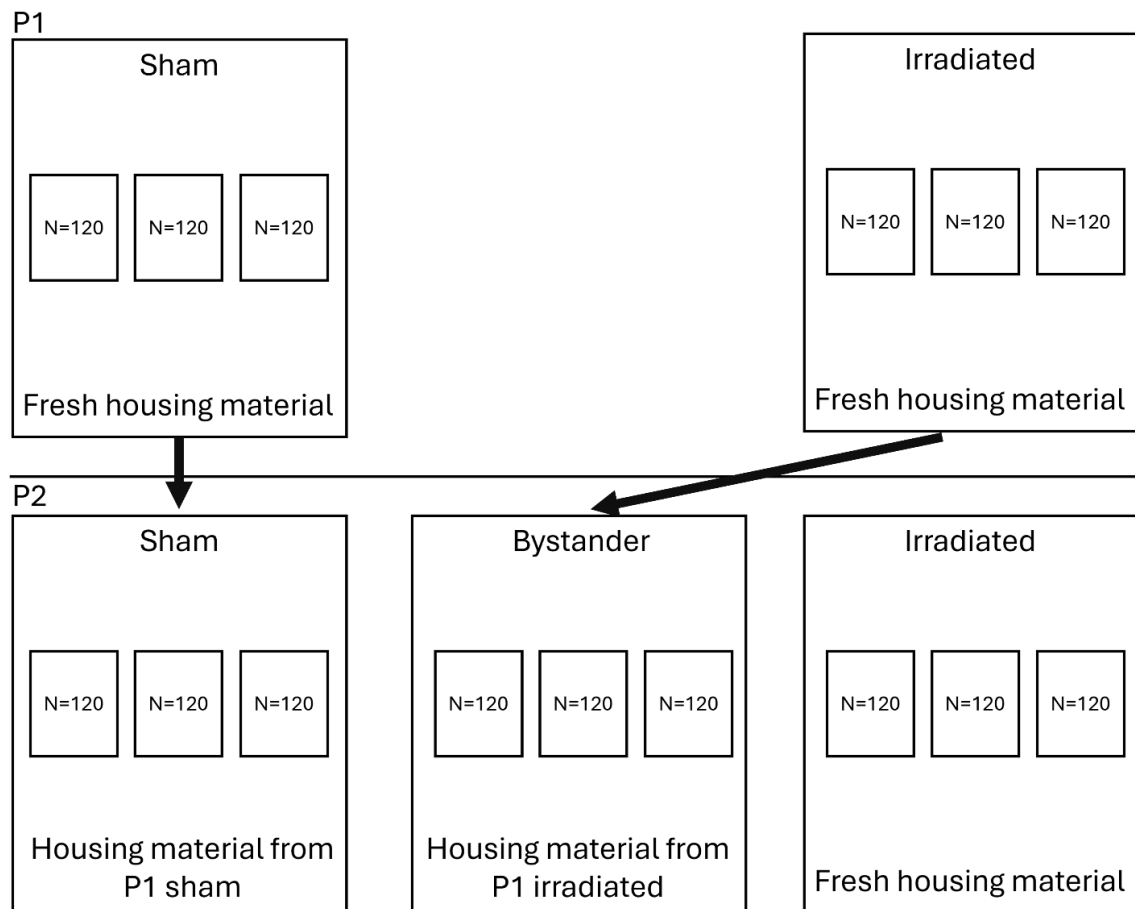 P1
Sham
N=120 N=120 N=120
Fresh housing material
Irradiated
N=120 N=120 N=120
Fresh housing material
P2
Sham
N=120 N=120 N=120
Housing material from
P1 sham
Bystander
N=120 N=120 N=120
Housing material from
P1 irradiated
Irradiated
N=120 N=120 N=120
Fresh housing material